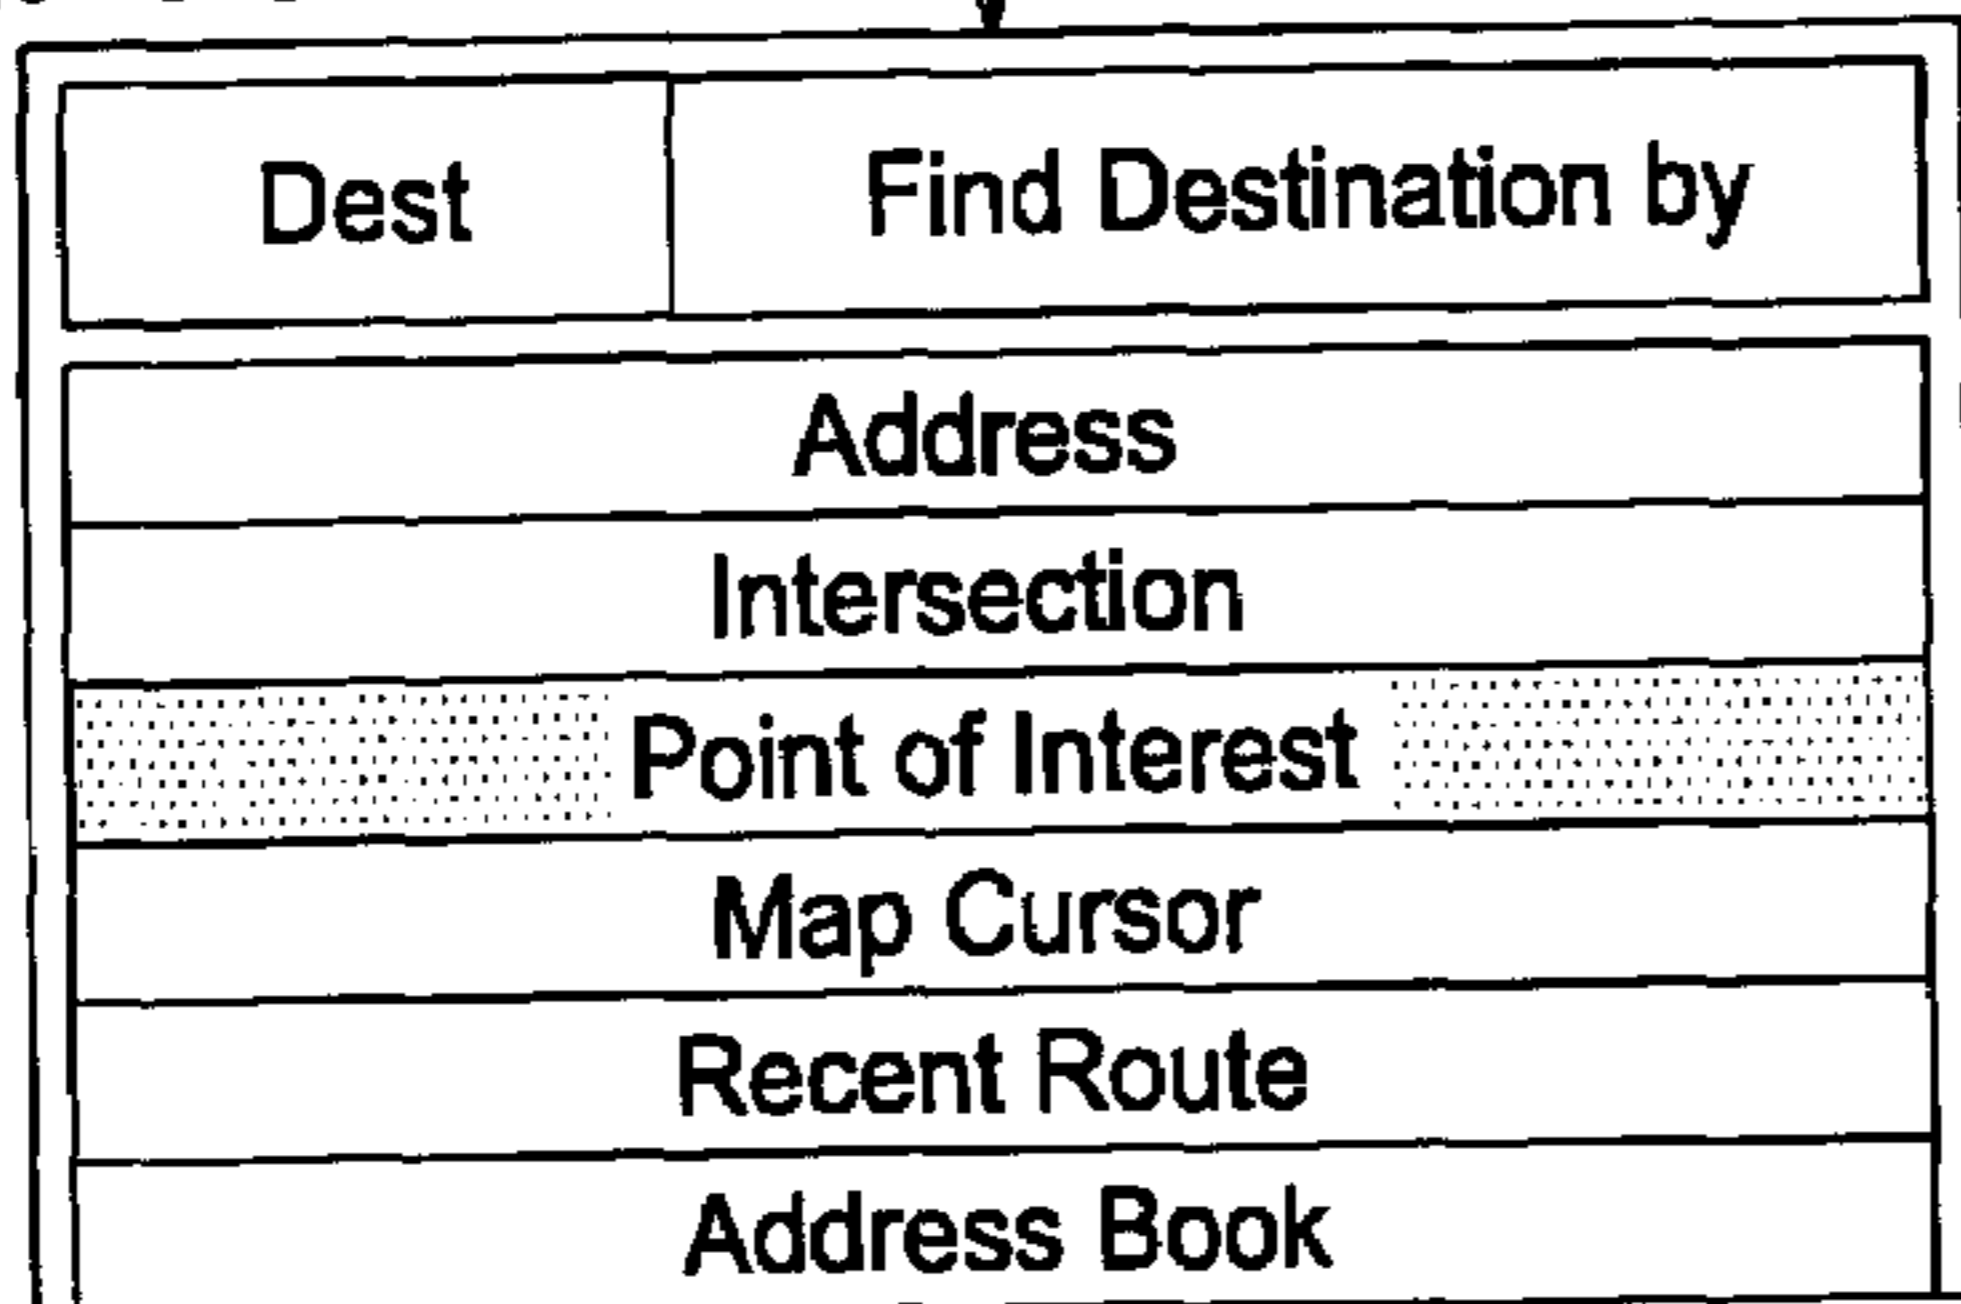 Dest Find Destination by
Address
Intersection
Point of Interest
Map Cursor
Recent Route
Address Book